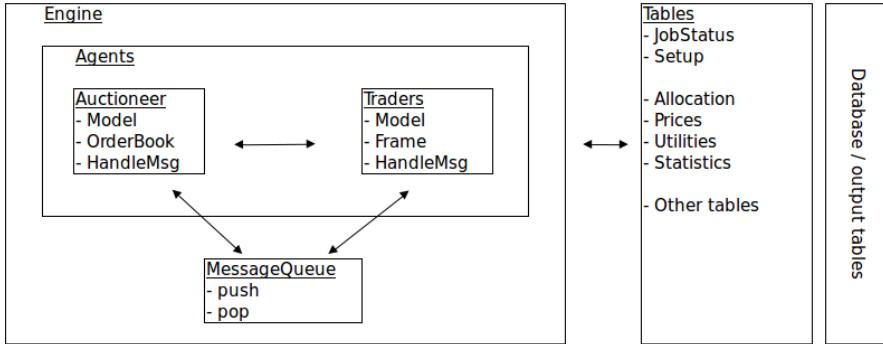 Engine
Agents
Auctioneer
- Model
- OrderBook
- HandleMsg
Traders
- Model
- Frame
- HandleMsg
MessageQueue
- push
- pop
Tables
- JobStatus
- Setup
- Allocation
- Prices
- Utilities
- Statistics
- Other tables
Database / output tables